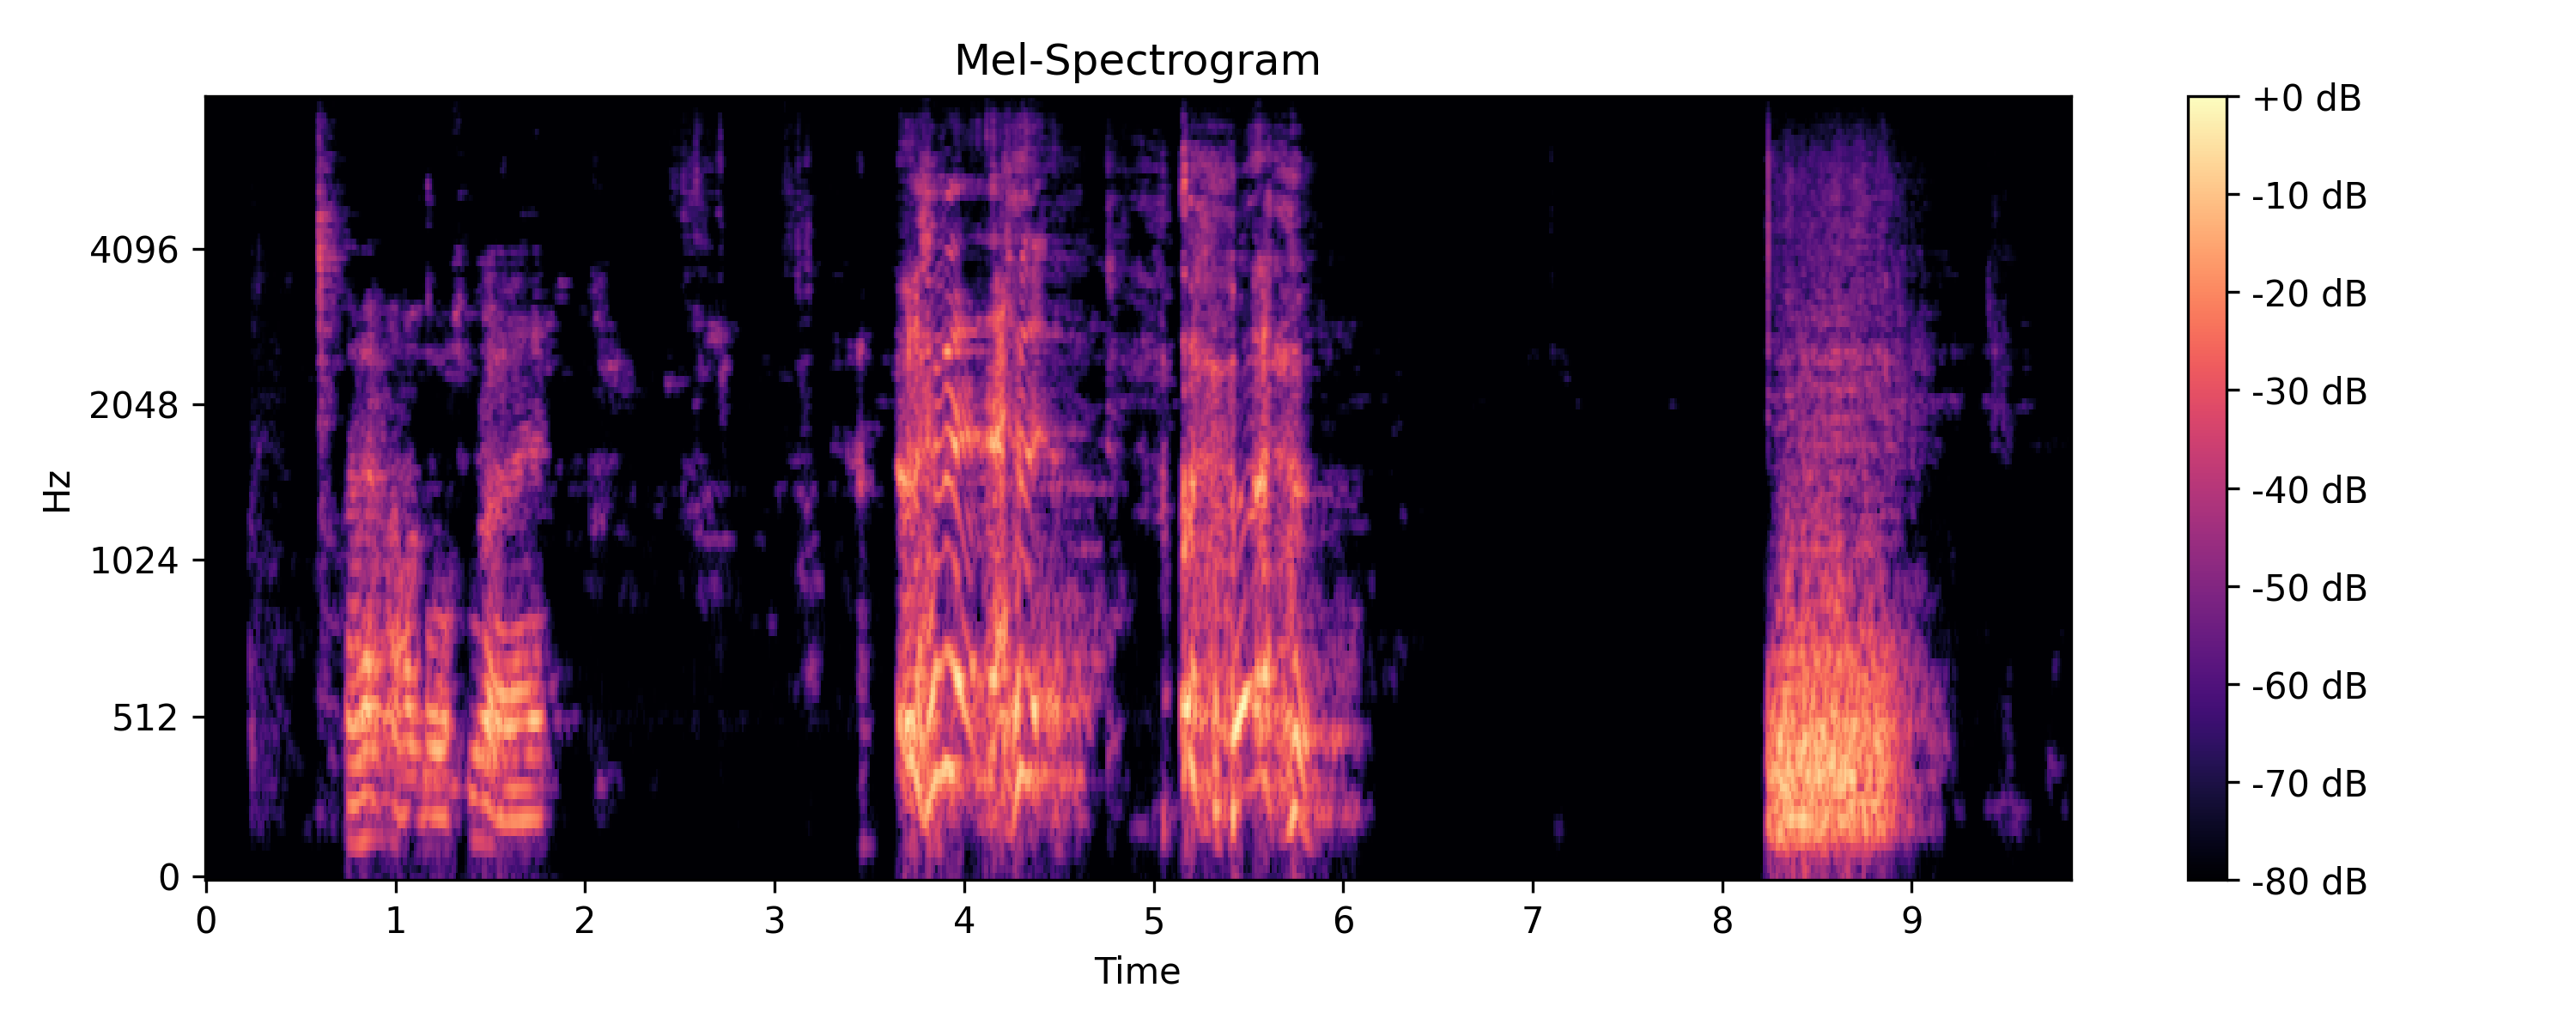 Mel-Spectrogram
+0 dB
-10 dB
-20 dB
-30 dB
-40 dB
-50 dB
-60 dB
-70 dB
-80 dB
4096
2048
1024
512
0
Hz
0 1 2 3 4 5 6 7 8 9
Time